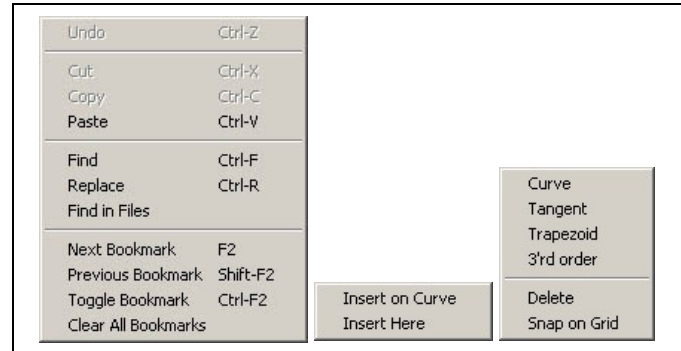 Undo Ctrl-Z
Cut Ctrl-X
Copy Ctrl-C
Paste Ctrl-V
Find Ctrl-F
Replace Ctrl-R
Find in Files
Next Bookmark F2
Previous Bookmark Shift-F2
Toggle Bookmark Ctrl-F2
Clear All Bookmarks
Insert on Curve
Insert Here
Curve
Tangent
Trapezoid
3'rd order
Delete
Snap on Grid